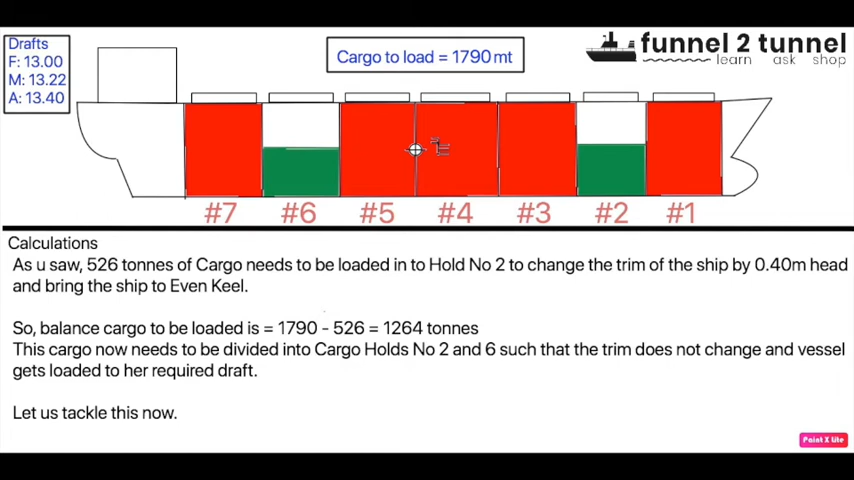 Drafts
F: 13.00
M: 13.22
A: 13.40
Cargo to load = 1790 mt
funnel 2 tunnel
learn ask shop
#7 #6 #5 #4 #3 #2 #1
Calculations
As u saw, 526 tonnes of Cargo needs to be loaded in to Hold No 2 to change the trim of the ship by 0.40m head
and bring the ship to Even Keel.
So, balance cargo to be loaded is = 1790 - 526 = 1264 tonnes
This cargo now needs to be divided into Cargo Holds No 2 and 6 such that the trim does not change and vessel
gets loaded to her required draft.
Let us tackle this now.
Paint X Lite